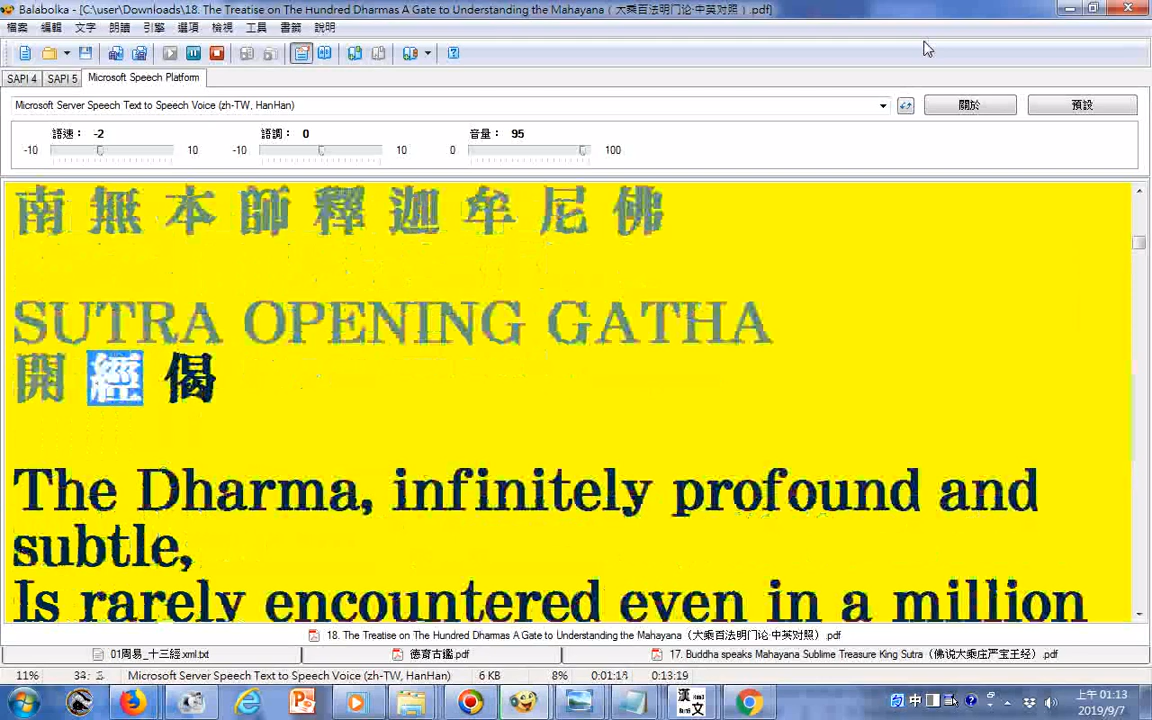 Balabolka - [C:\user\Downloads\18. The Treatise on The Hundred Dharmas A Gate to Understanding the Mahayana（大乘百法明门论·中英对照）.pdf]
檔案 編輯 文字 朗讀 引擎 選項 檢視 工具 書籤 說明
SAPI 4 SAPI 5 Microsoft Speech Platform
Microsoft Server Speech Text to Speech Voice (zh-TW, HanHan) 關於 預設
語速： -2 語調： 0 音量： 95
-10 10 -10 10 0 100
南 無 本 師 釋 迦 牟 尼 佛
SUTRA OPENING GATHA
開 經 偈
The Dharma, infinitely profound and
subtle,
Is rarely encountered even in a million
18. The Treatise on The Hundred Dharmas A Gate to Understanding the Mahayana（大乘百法明门论·中英对照）.pdf
01周易_十三經.xml.txt 德育古鑑.pdf 17. Buddha speaks Mahayana Sublime Treasure King Sutra（佛说大乘庄严宝王经）.pdf
11% Microsoft Server Speech Text to Speech Voice (zh-TW, HanHan) 6 KB 8% 0:13:19
漢文 中 上午 01:13
2019/9/7